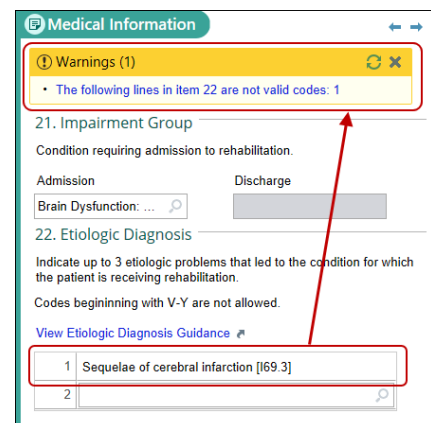 Medical Information
Warnings (1)
• The following lines in item 22 are not valid codes: 1
21. Impairment Group
Condition requiring admission to rehabilitation.
Admission Discharge
Brain Dysfunction: ...
22. Etiologic Diagnosis
Indicate up to 3 etiologic problems that led to the condition for which
the patient is receiving rehabilitation.
Codes beginninning with V-Y are not allowed.
View Etiologic Diagnosis Guidance
1 Sequelae of cerebral infarction [I69.3]
2